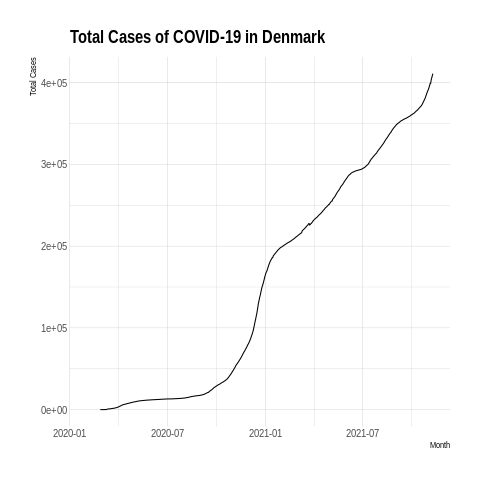 Total Cases of COVID-19 in Denmark
Total Cases
4e+05
3e+05
2e+05
1e+05
0e+00
2020-01 2020-07 2021-01 2021-07
Month